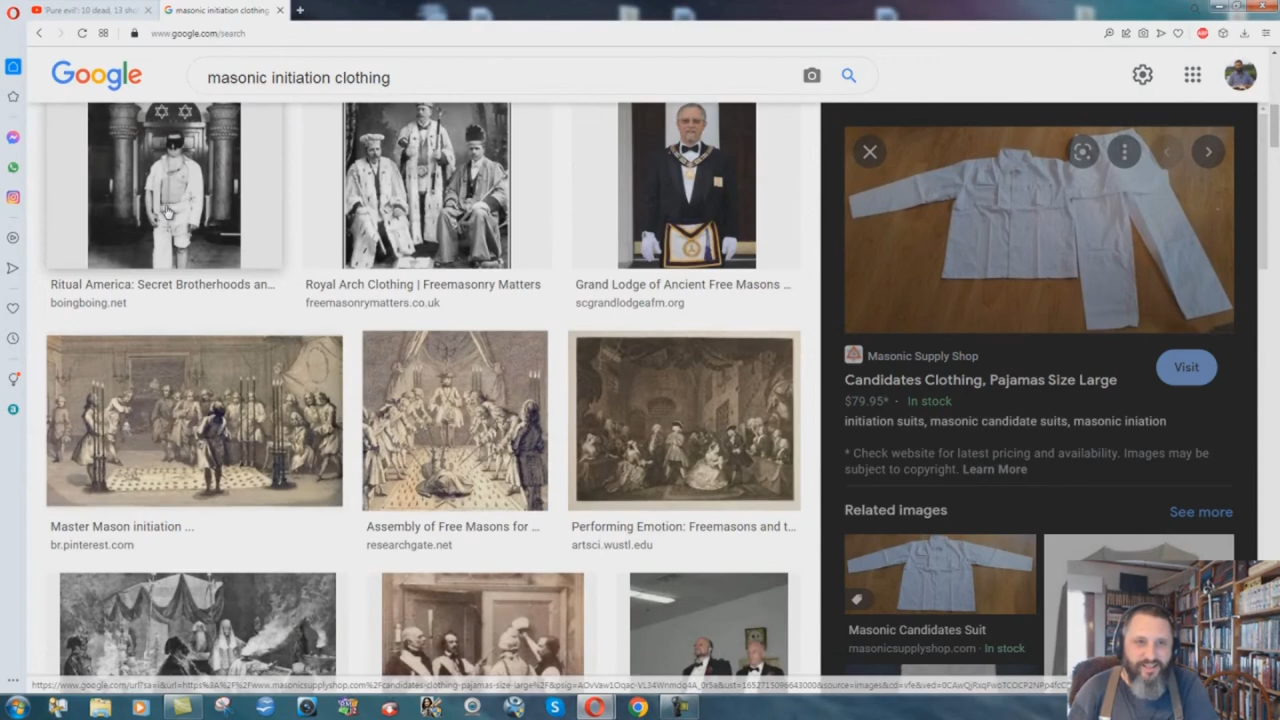 'Pure evil': 10 dead, 13 sho
masonic initiation clothing
www.google.com/search
Google
masonic initiation clothing
Ritual America: Secret Brotherhoods an...
boingboing.net
Royal Arch Clothing | Freemasonry Matters
freemasonrymatters.co.uk
Grand Lodge of Ancient Free Masons ...
scgrandlodgeafm.org
Master Mason initiation ...
br.pinterest.com
Assembly of Free Masons for ...
researchgate.net
Performing Emotion: Freemasons and t...
artsci.wustl.edu
Masonic Supply Shop
Visit
Candidates Clothing, Pajamas Size Large
$79.95* · In stock
initiation suits, masonic candidate suits, masonic iniation
* Check website for latest pricing and availability. Images may be
subject to copyright. Learn More
Related images
See more
Masonic Candidates Suit
masonicsupplyshop.com · In stock